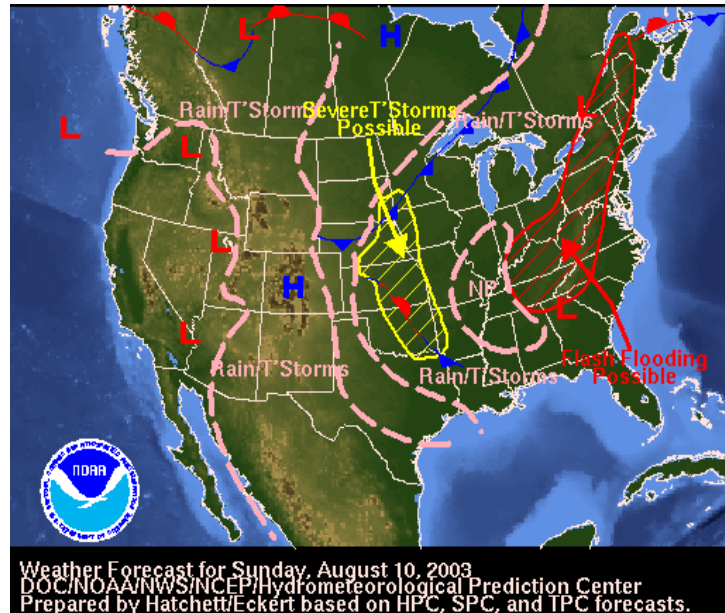 L
H
L
Rain/T'Storms
SevereT'Storms
Possible
Rain/T'Storms
L
L
L
L
H
NP
L
L
Rain/T'Storms
Rain/T'Storms
Flash Flooding
Possible
NOAA
Weather Forecast for Sunday, August 10, 2003
DOC/NOAA/NWS/NCEP/Hydrometeorological Prediction Center
Prepared by Hatchett/Eckert based on HPC, SPC, and TPC forecasts.